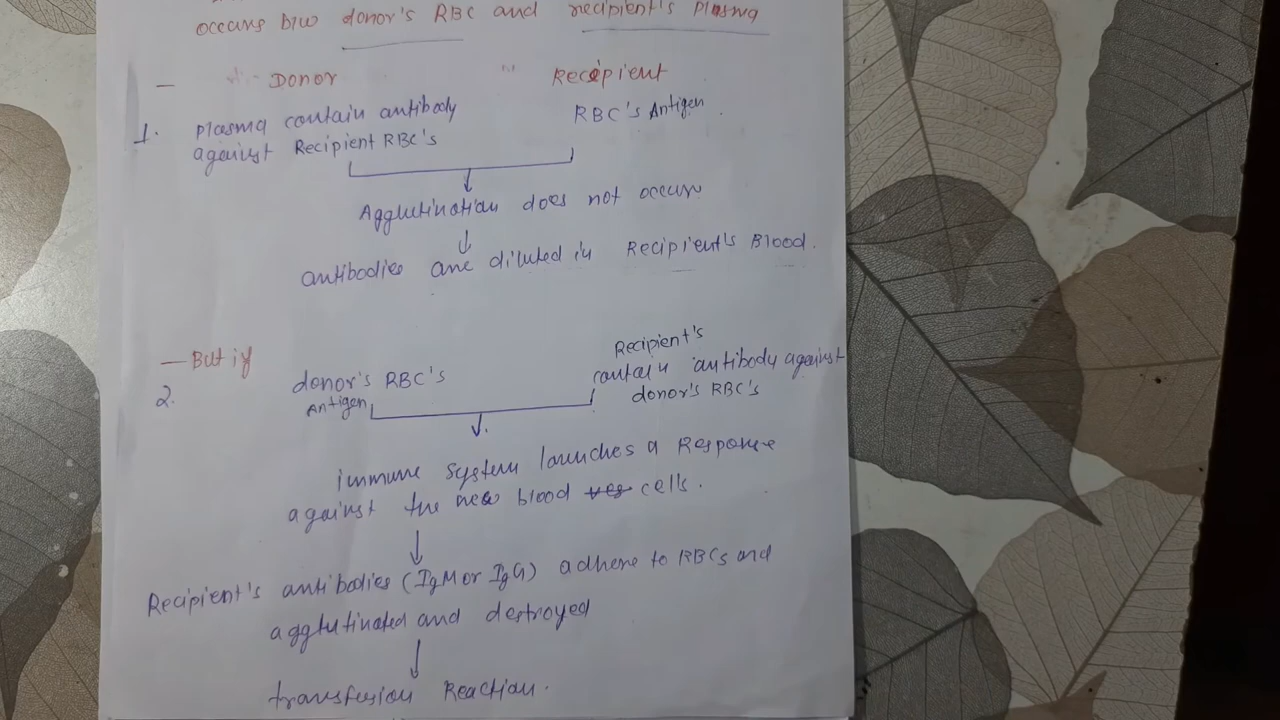 occurs b/w donor's RBC and recipient's plasma
— Donor Recipient
1. plasma contain antibody RBC's Antigen
against Recipient RBC's
Agglutination does not occurs
antibodies are diluted in Recipient's Blood.
— But if
2. donor's RBC's Recipient's
Antigen contain antibody against
donor's RBC's
immune system launches a Response
against the new blood cells.
Recipient's antibodies (IgM or IgG) adhere to RBCs and
agglutinated and destroyed
transfusion Reaction.